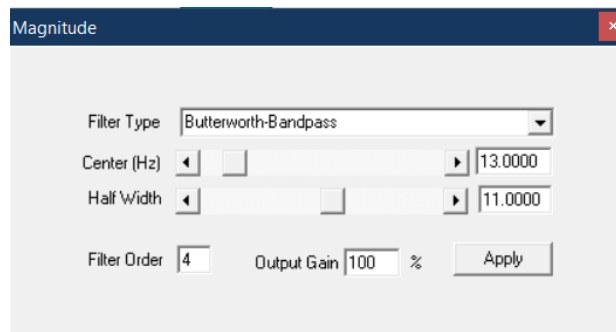 Magnitude
Filter Type Butterworth-Bandpass
Center (Hz) 13.0000
Half Width 11.0000
Filter Order 4 Output Gain 100 % Apply